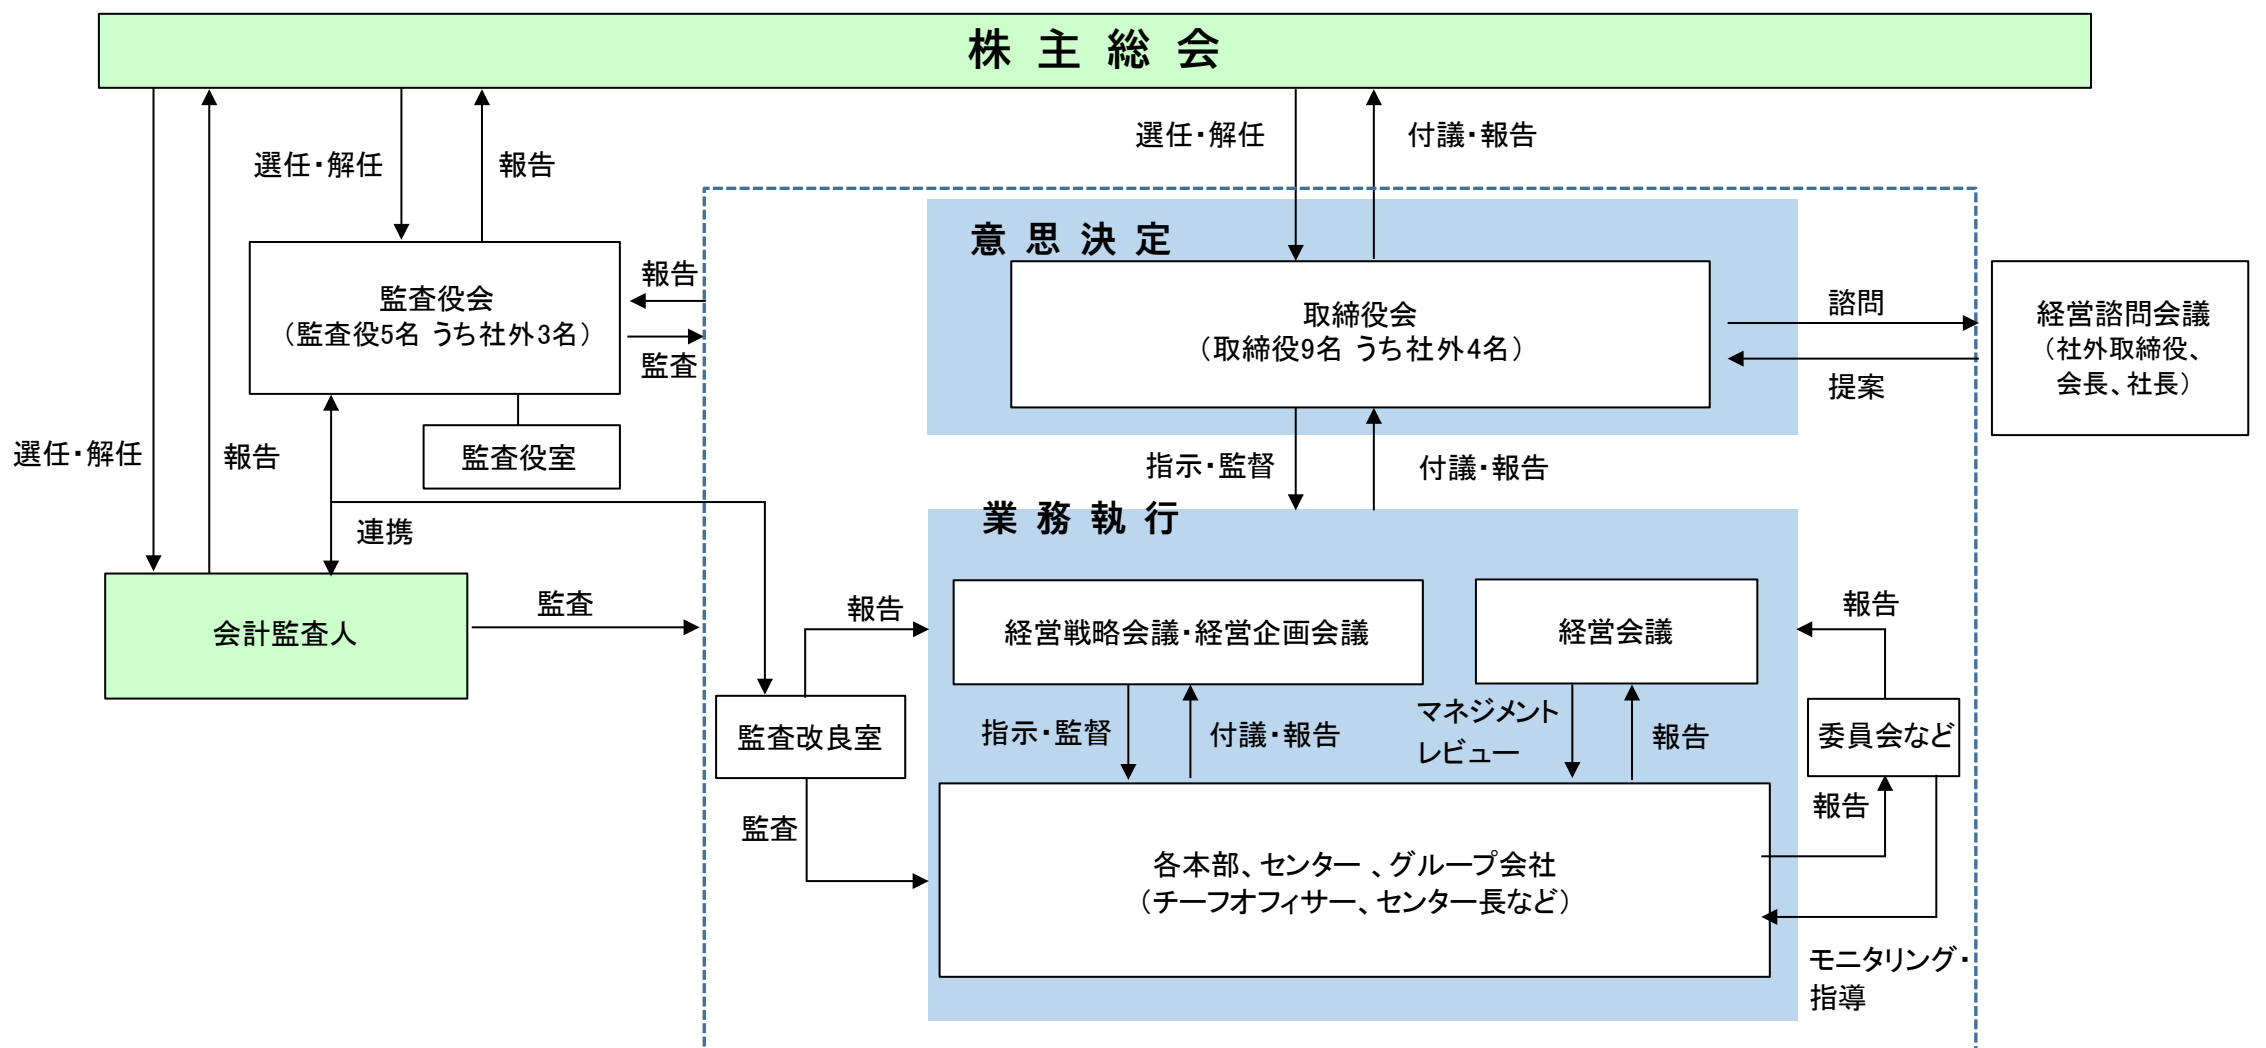 株主総会
選任・解任
付議・報告
選任・解任
報告
意思決定
報告
監査役会
（監査役5名 うち社外3名）
監査
取締役会
（取締役9名 うち社外4名）
諮問
提案
経営諮問会議
（社外取締役、
会長、社長）
選任・解任
報告
監査役室
指示・監督
付議・報告
業務執行
連携
会計監査人
監査
報告
経営戦略会議・経営企画会議
経営会議
報告
監査改良室
指示・監督
付議・報告
マネジメント
レビュー
報告
委員会など
監査
報告
各本部、センター、グループ会社
（チーフオフィサー、センター長など）
モニタリング・
指導